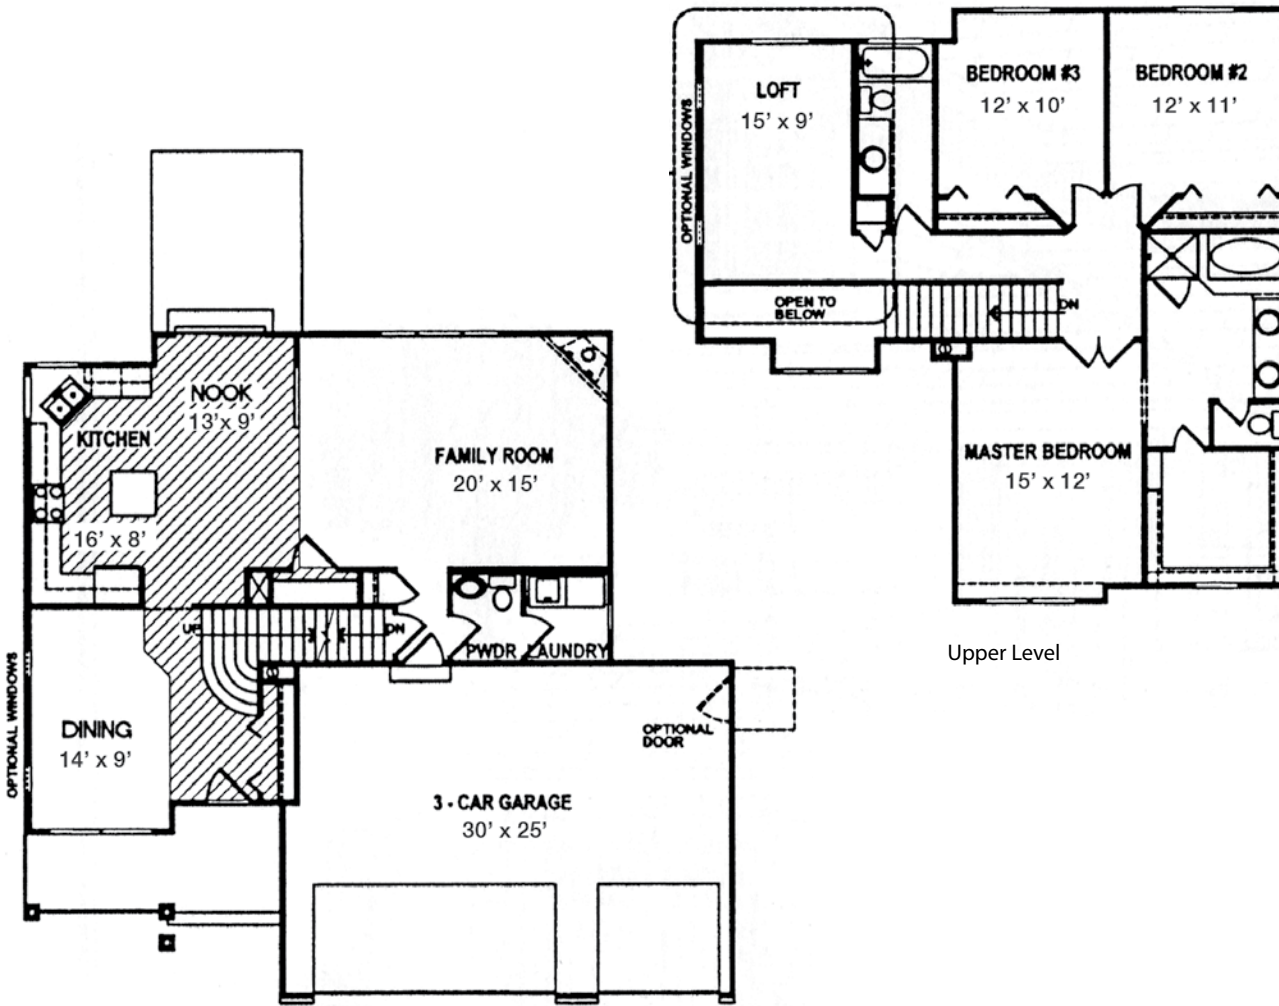 NOOK
13' x 9'
KITCHEN
16' x 8'
FAMILY ROOM
20' x 15'
UP
DN
PWDR
LAUNDRY
OPTIONAL WINDOWS
DINING
14' x 9'
OPTIONAL
DOOR
3 - CAR GARAGE
30' x 25'
OPTIONAL WINDOWS
LOFT
15' x 9'
BEDROOM #3
12' x 10'
BEDROOM #2
12' x 11'
OPEN TO
BELOW
DN
MASTER BEDROOM
15' x 12'
Upper Level